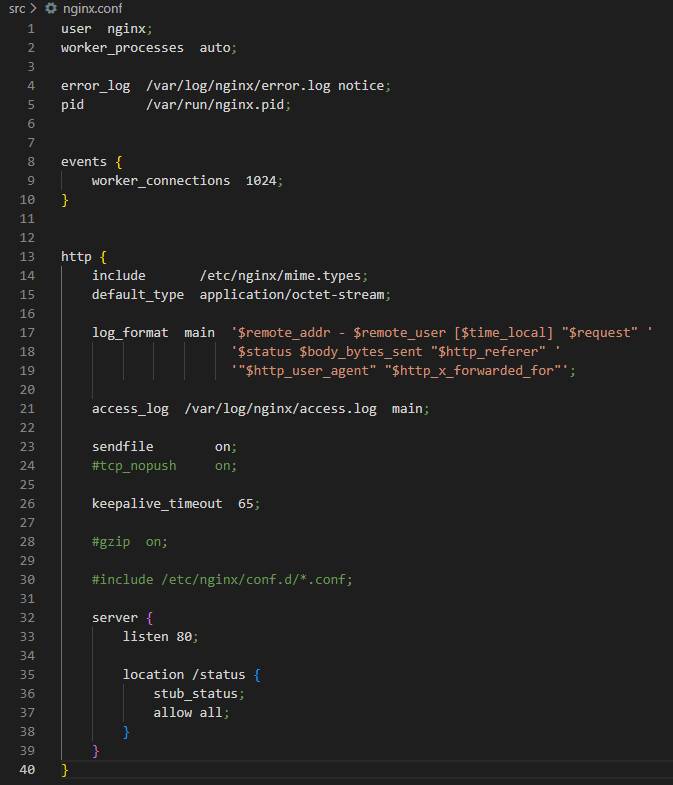 src > nginx.conf
1 user  nginx;
2 worker_processes  auto;
3
4 error_log  /var/log/nginx/error.log notice;
5 pid        /var/run/nginx.pid;
6
7
8 events {
9     worker_connections  1024;
10 }
11
12
13 http {
14     include       /etc/nginx/mime.types;
15     default_type  application/octet-stream;
16
17     log_format  main  '$remote_addr - $remote_user [$time_local] "$request" '
18                     '$status $body_bytes_sent "$http_referer" '
19                     '"$http_user_agent" "$http_x_forwarded_for"';
20
21     access_log  /var/log/nginx/access.log  main;
22
23     sendfile        on;
24     #tcp_nopush     on;
25
26     keepalive_timeout  65;
27
28     #gzip  on;
29
30     #include /etc/nginx/conf.d/*.conf;
31
32     server {
33         listen 80;
34
35         location /status {
36             stub_status;
37             allow all;
38         }
39     }
40 }